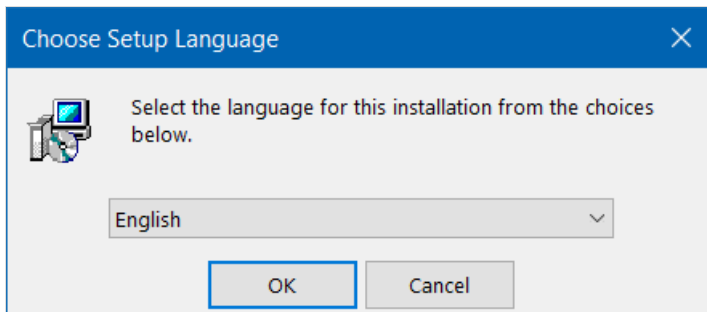 Choose Setup Language
Select the language for this installation from the choices
below.
English
OK
Cancel